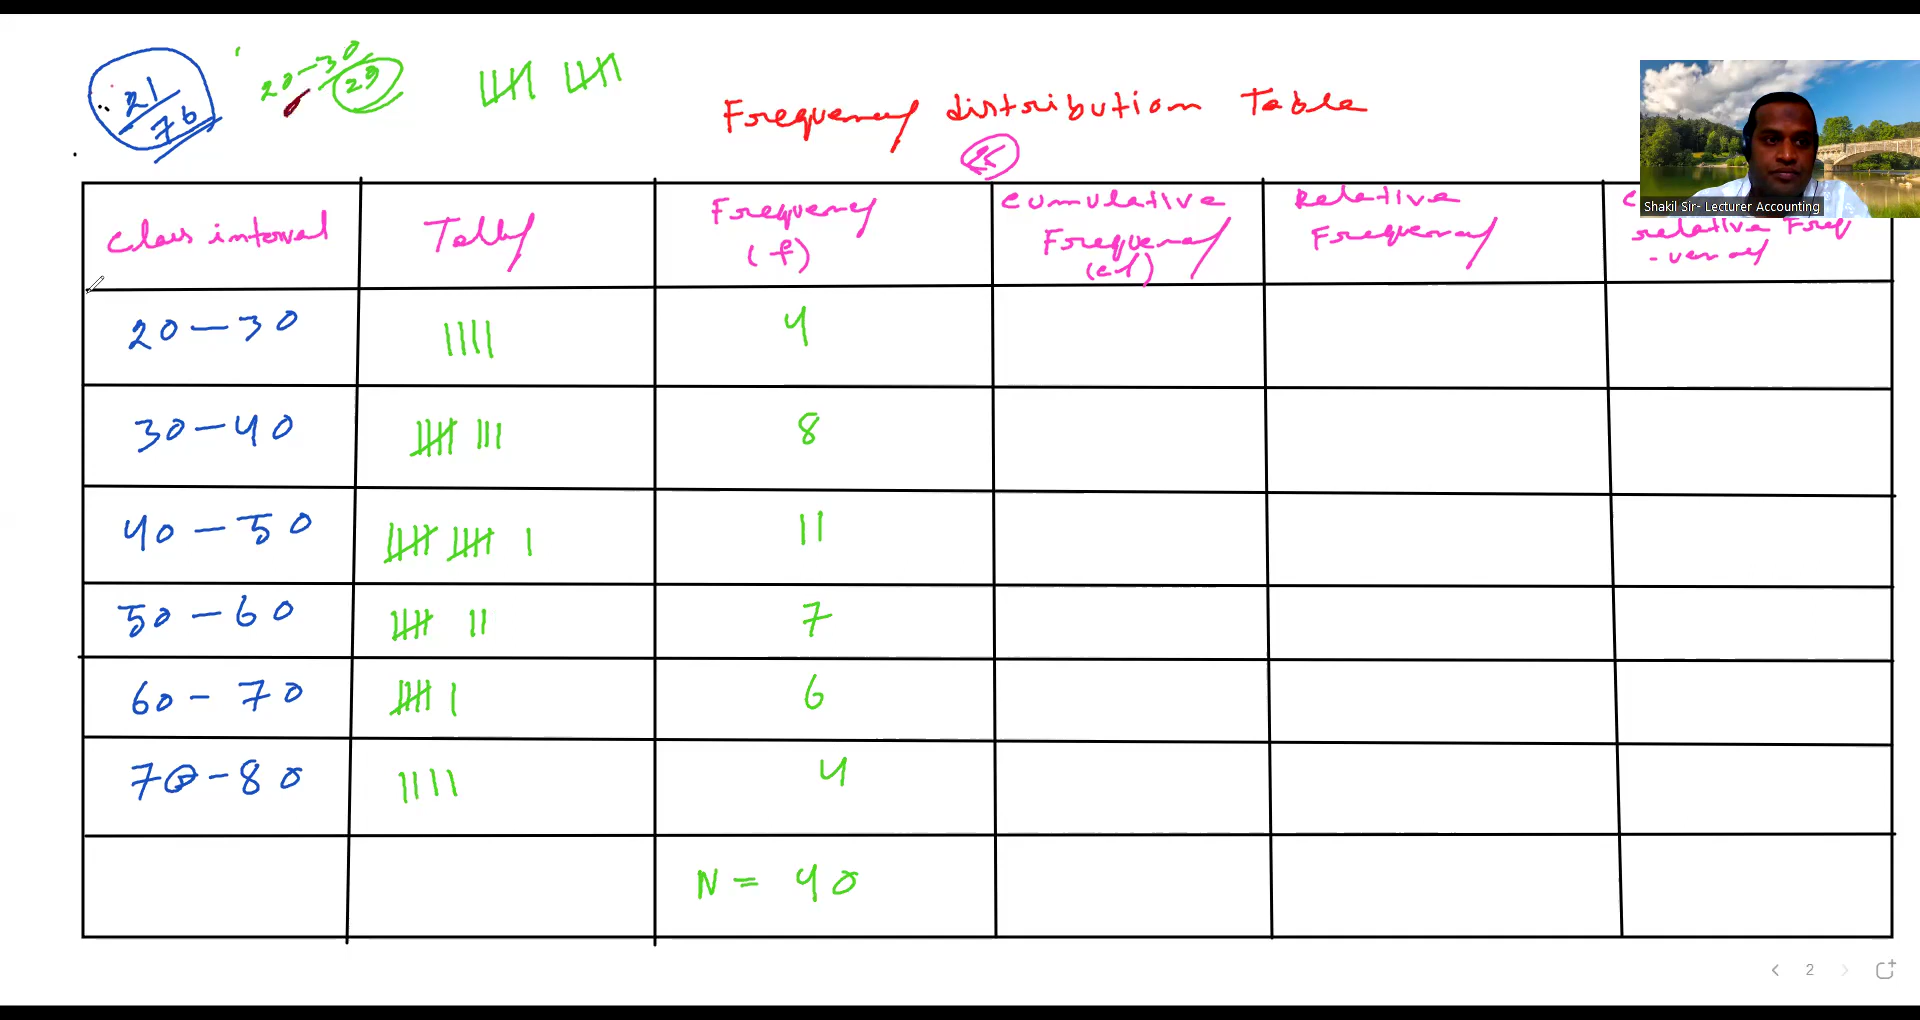 21
76
20-30
29
Frequency distribution Table
25
Class interval
Tally
Frequency
(f)
Cumulative
Frequency
(cf)
Relative
Frequency
C
relative Freq
-uency
Shakil Sir- Lecturer Accounting
20-30
4
30-40
8
40-50
11
50-60
7
60-70
6
70-80
4
N = 40
2